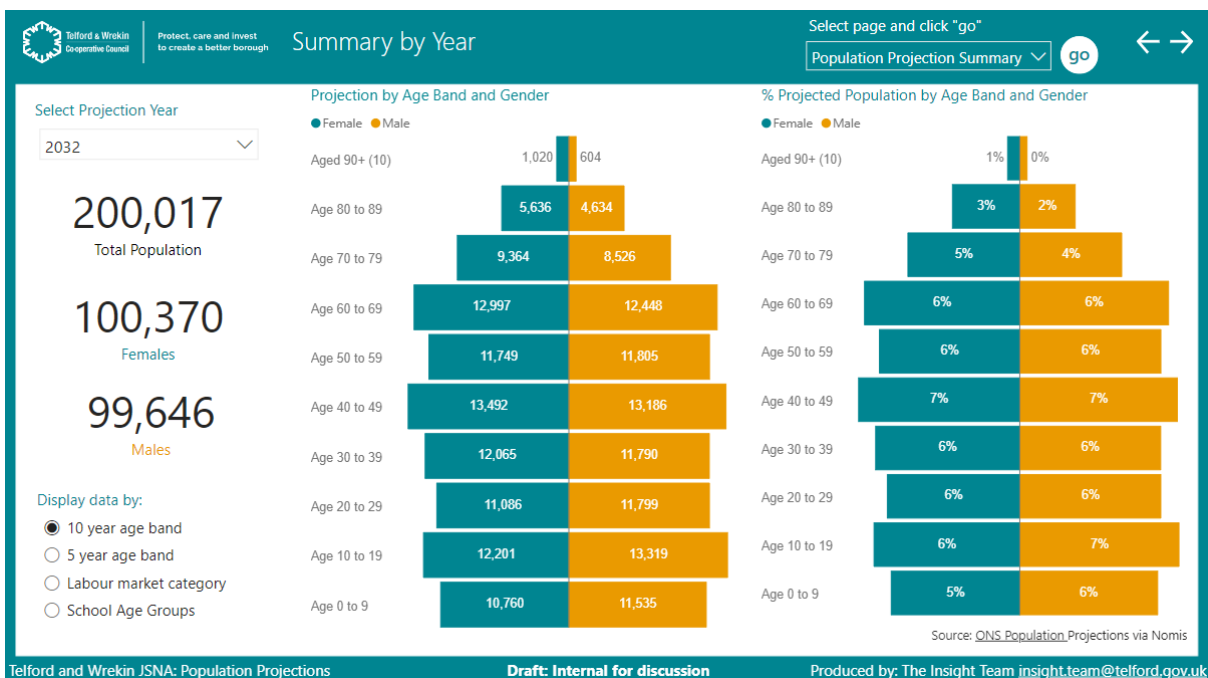 Telford & Wrekin
Co-operative Council
Protect, care and invest
to create a better borough
Summary by Year
Select page and click "go"
Population Projection Summary
go
Select Projection Year
2032
200,017
Total Population
100,370
Females
99,646
Males
Display data by:
10 year age band
5 year age band
Labour market category
School Age Groups
Projection by Age Band and Gender
Female Male
Aged 90+ (10) 1,020 604
Age 80 to 89 5,636 4,634
Age 70 to 79 9,364 8,526
Age 60 to 69 12,997 12,448
Age 50 to 59 11,749 11,805
Age 40 to 49 13,492 13,186
Age 30 to 39 12,065 11,790
Age 20 to 29 11,086 11,799
Age 10 to 19 12,201 13,319
Age 0 to 9 10,760 11,535
% Projected Population by Age Band and Gender
Female Male
Aged 90+ (10) 1% 0%
Age 80 to 89 3% 2%
Age 70 to 79 5% 4%
Age 60 to 69 6% 6%
Age 50 to 59 6% 6%
Age 40 to 49 7% 7%
Age 30 to 39 6% 6%
Age 20 to 29 6% 6%
Age 10 to 19 6% 7%
Age 0 to 9 5% 6%
Source: ONS Population Projections via Nomis
Telford and Wrekin JSNA: Population Projections
Draft: Internal for discussion
Produced by: The Insight Team insight.team@telford.gov.uk